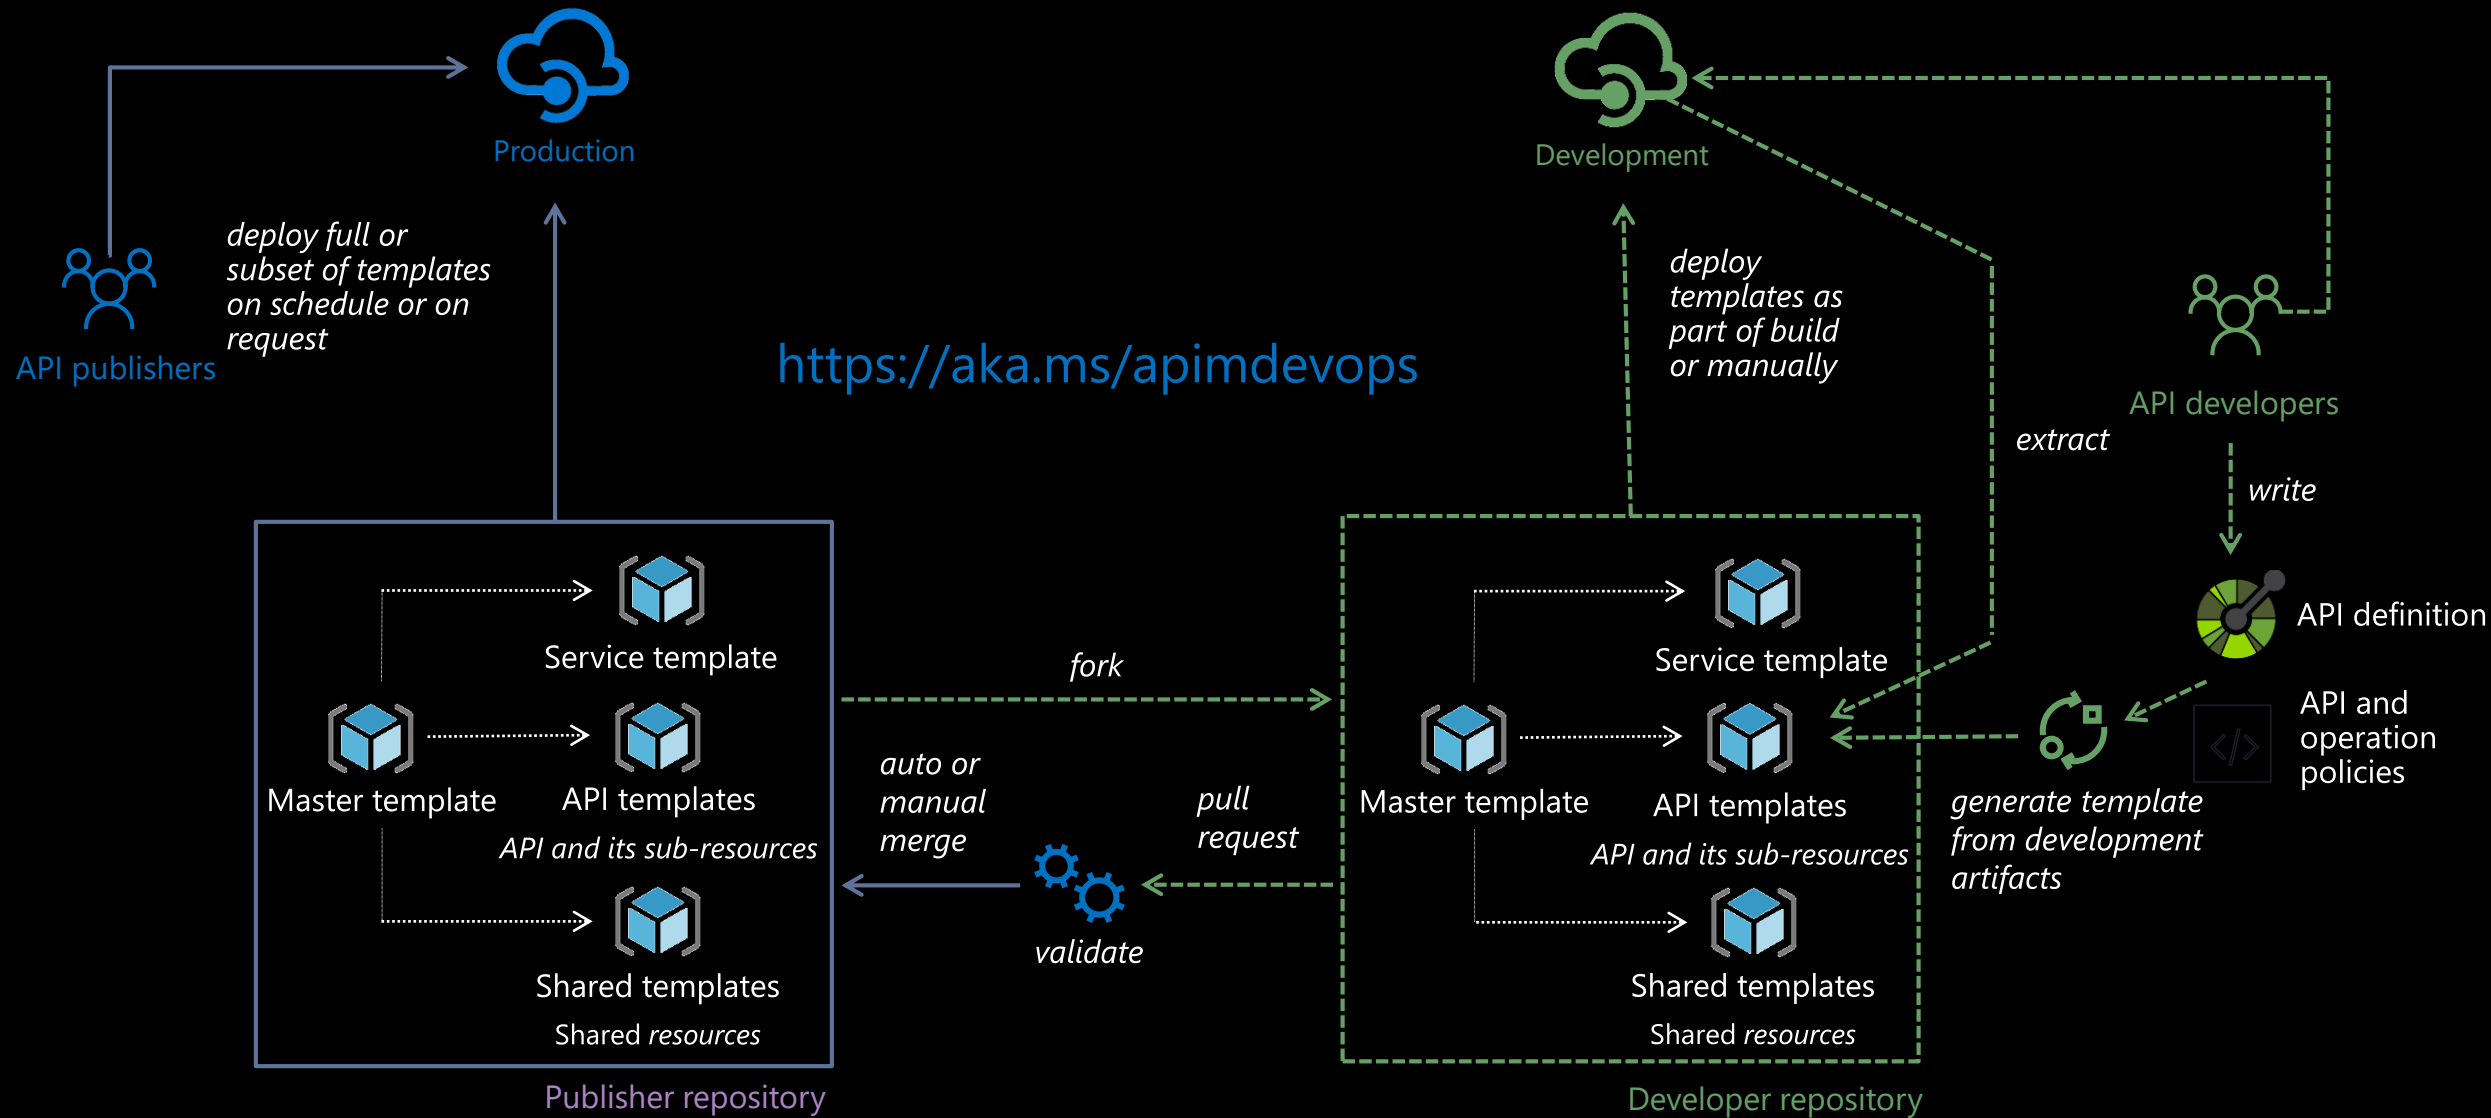 Production
Development
deploy full or
subset of templates
on schedule or on
request
API publishers
https://aka.ms/apimdevops
deploy
templates as
part of build
or manually
API developers
extract
write
API definition
API and
operation
policies
generate template
from development
artifacts
Service template
Master template
API templates
API and its sub-resources
Shared templates
Shared resources
Publisher repository
fork
auto or
manual
merge
pull
request
validate
Service template
Master template
API templates
API and its sub-resources
Shared templates
Shared resources
Developer repository